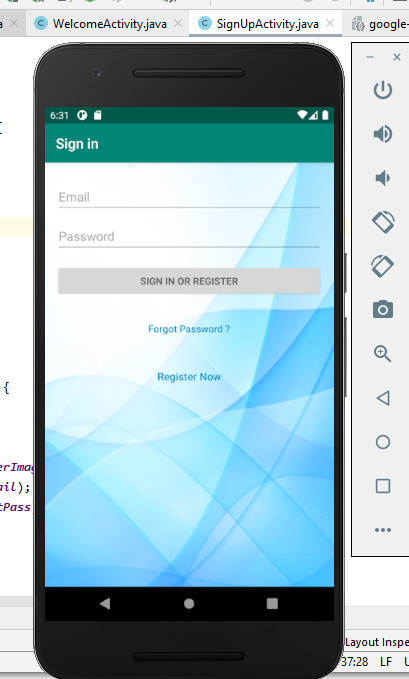 WelcomeActivity.java
SignUpActivity.java
google-
6:31
Sign in
Email
Password
SIGN IN OR REGISTER
Forgot Password ?
Register Now
{
erImag
ail);
tPass
Layout Inspe
37:28 LF U